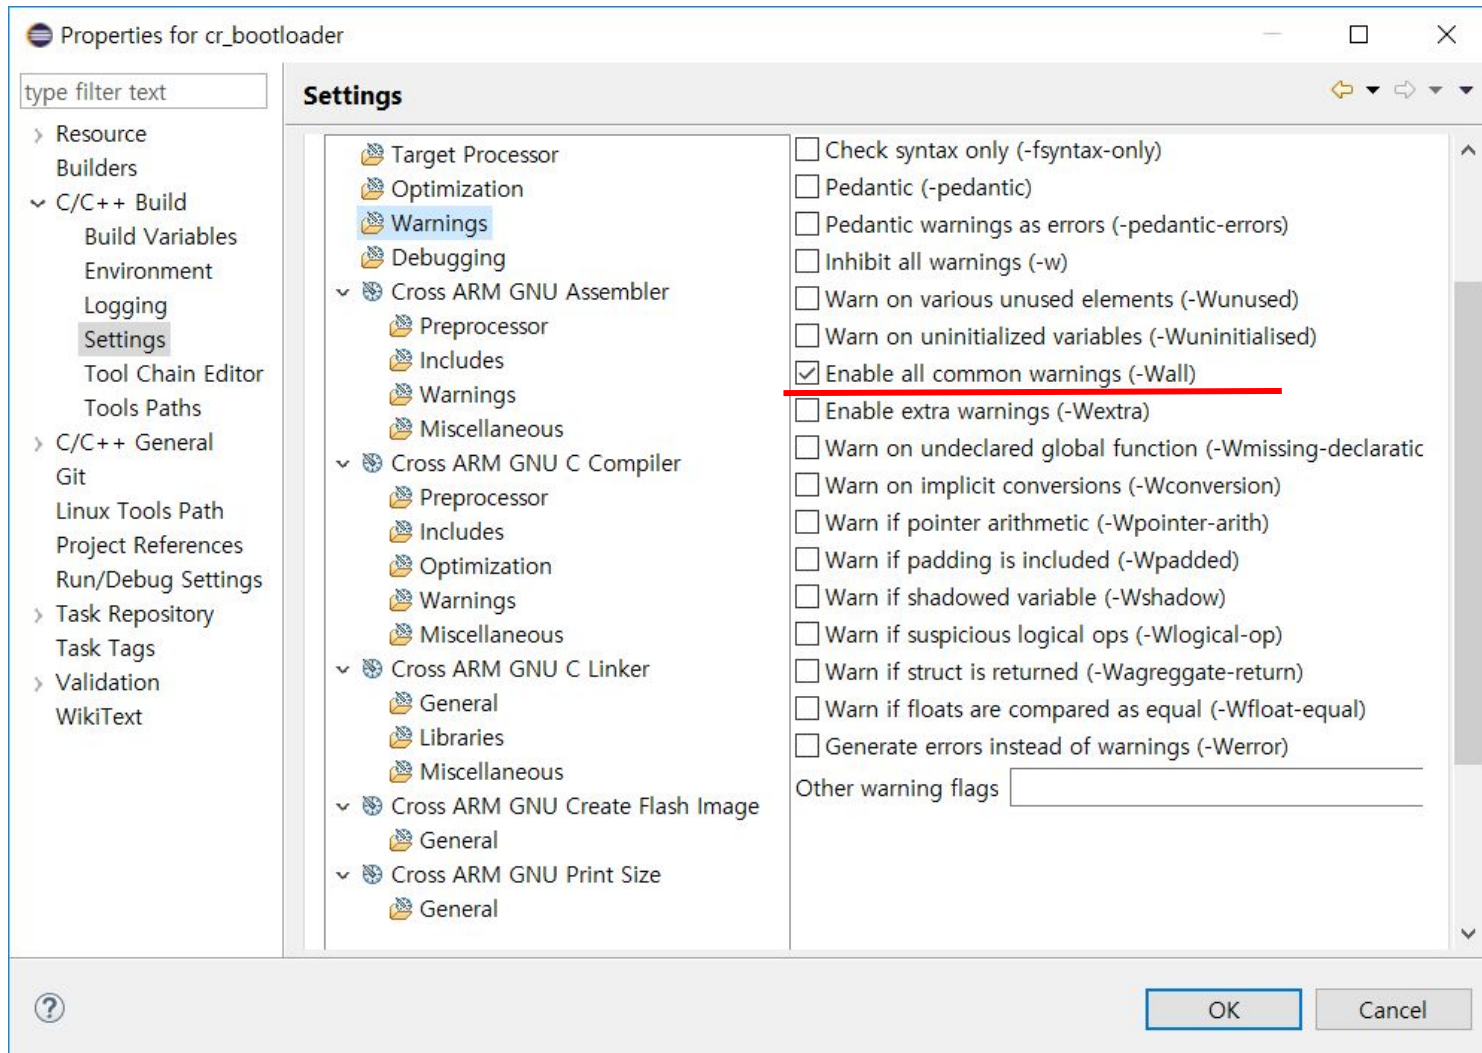 Properties for cr_bootloader
type filter text
Resource
Builders
C/C++ Build
Build Variables
Environment
Logging
Settings
Tool Chain Editor
Tools Paths
C/C++ General
Git
Linux Tools Path
Project References
Run/Debug Settings
Task Repository
Task Tags
Validation
WikiText
Settings
Target Processor
Optimization
Warnings
Debugging
Cross ARM GNU Assembler
Preprocessor
Includes
Warnings
Miscellaneous
Cross ARM GNU C Compiler
Preprocessor
Includes
Optimization
Warnings
Miscellaneous
Cross ARM GNU C Linker
General
Libraries
Miscellaneous
Cross ARM GNU Create Flash Image
General
Cross ARM GNU Print Size
General
Check syntax only (-fsyntax-only)
Pedantic (-pedantic)
Pedantic warnings as errors (-pedantic-errors)
Inhibit all warnings (-w)
Warn on various unused elements (-Wunused)
Warn on uninitialized variables (-Wuninitialised)
Enable all common warnings (-Wall)
Enable extra warnings (-Wextra)
Warn on undeclared global function (-Wmissing-declaratic
Warn on implicit conversions (-Wconversion)
Warn if pointer arithmetic (-Wpointer-arith)
Warn if padding is included (-Wpadded)
Warn if shadowed variable (-Wshadow)
Warn if suspicious logical ops (-Wlogical-op)
Warn if struct is returned (-Wagreggate-return)
Warn if floats are compared as equal (-Wfloat-equal)
Generate errors instead of warnings (-Werror)
Other warning flags
OK
Cancel